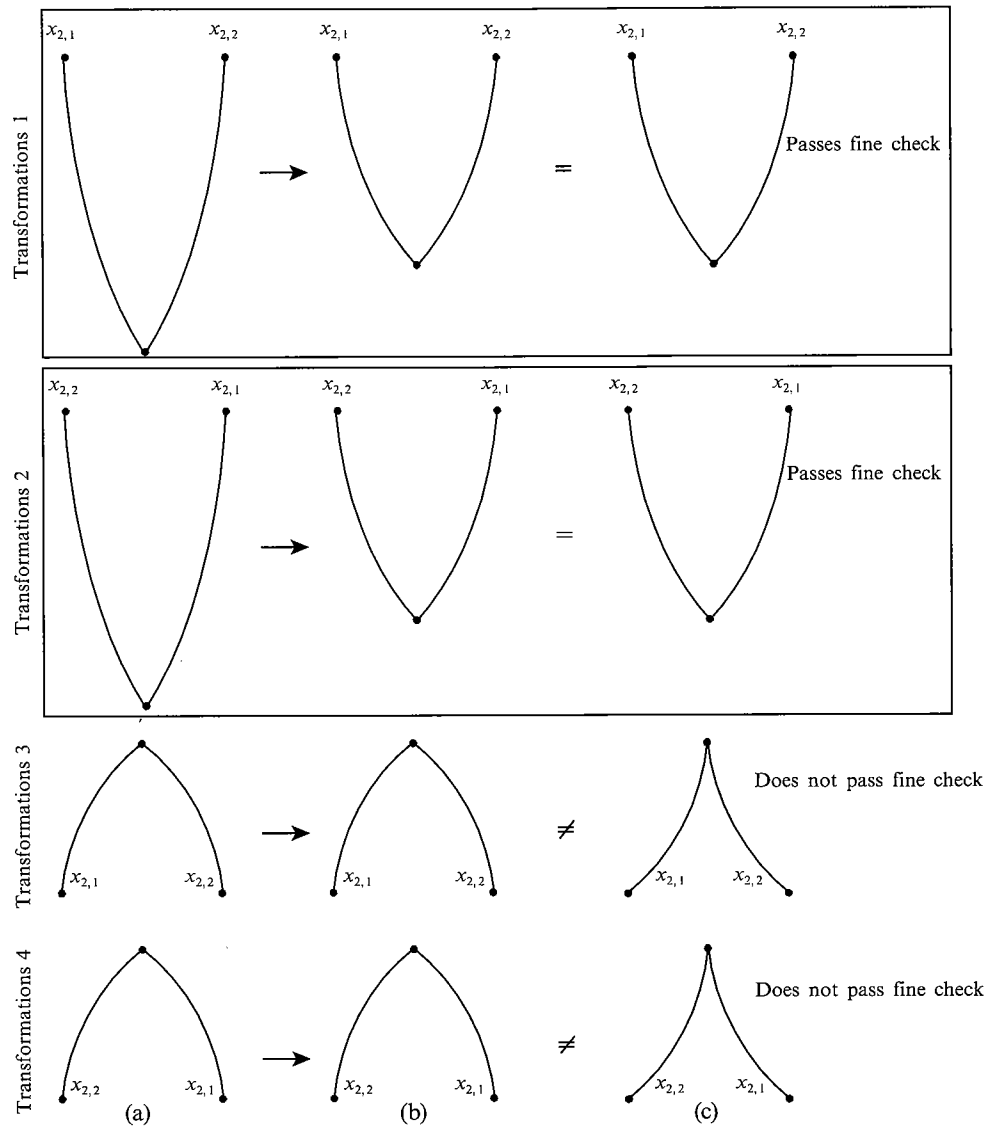 x2,1 x2,2 x2,1 x2,2 x2,1 x2,2
Transformations 1
→ = Passes fine check
x2,2 x2,1 x2,2 x2,1 x2,2 x2,1
Transformations 2
→ = Passes fine check
Transformations 3
→ ≠ Does not pass fine check
x2,1 x2,2 x2,1 x2,2 x2,1 x2,2
Transformations 4
→ ≠ Does not pass fine check
x2,2 x2,1 x2,2 x2,1 x2,2 x2,1
(a) (b) (c)